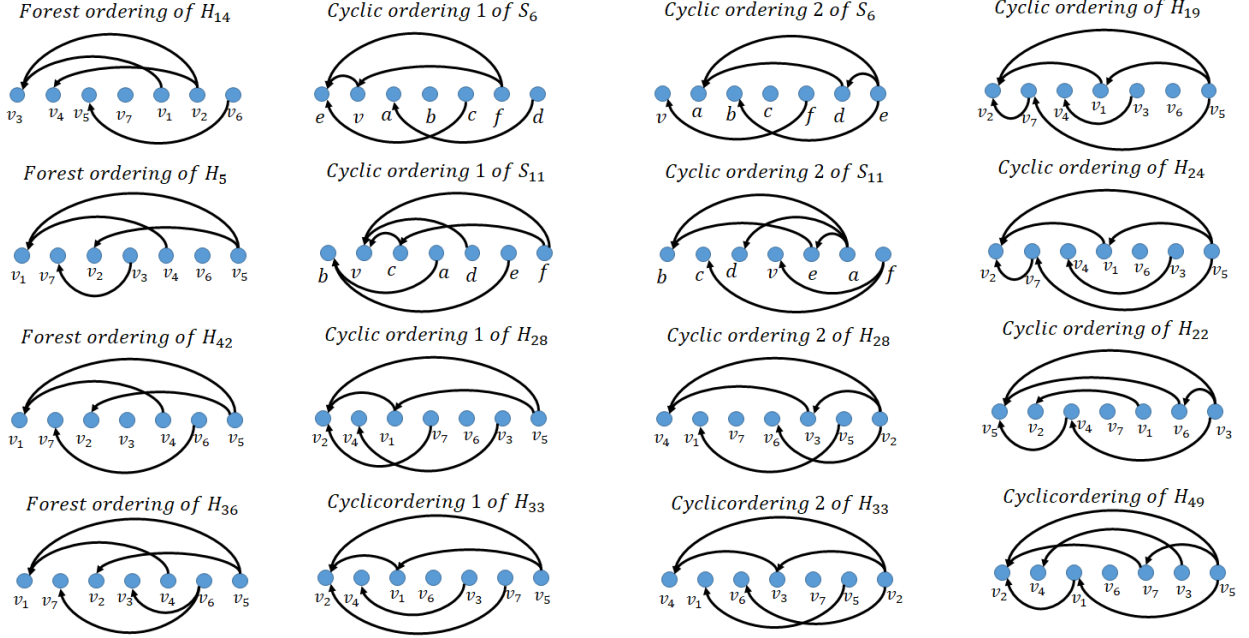 Forest ordering of H₁₄
Cyclic ordering 1 of S₆
Cyclic ordering 2 of S₆
Cyclic ordering of H₁₉
v₃ v₄ v₅ v₇ v₁ v₂ v₆
e v a b c f d
v a b c f d e
v₂ v₇ v₄ v₁ v₃ v₆ v₅
Forest ordering of H₅
Cyclic ordering 1 of S₁₁
Cyclic ordering 2 of S₁₁
Cyclic ordering of H₂₄
v₁ v₇ v₂ v₃ v₄ v₆ v₅
b v c a d e f
b c d v e a f
v₂ v₇ v₄ v₁ v₆ v₃ v₅
Forest ordering of H₄₂
Cyclic ordering 1 of H₂₈
Cyclic ordering 2 of H₂₈
Cyclic ordering of H₂₂
v₁ v₇ v₂ v₃ v₄ v₆ v₅
v₂ v₄ v₁ v₇ v₆ v₃ v₅
v₄ v₁ v₇ v₆ v₃ v₅ v₂
v₅ v₂ v₄ v₇ v₁ v₆ v₃
Forest ordering of H₃₆
Cyclicordering 1 of H₃₃
Cyclicordering 2 of H₃₃
Cyclicordering of H₄₉
v₁ v₇ v₂ v₃ v₄ v₆ v₅
v₂ v₄ v₁ v₆ v₃ v₇ v₅
v₄ v₁ v₆ v₃ v₇ v₅ v₂
v₂ v₄ v₁ v₆ v₇ v₃ v₅